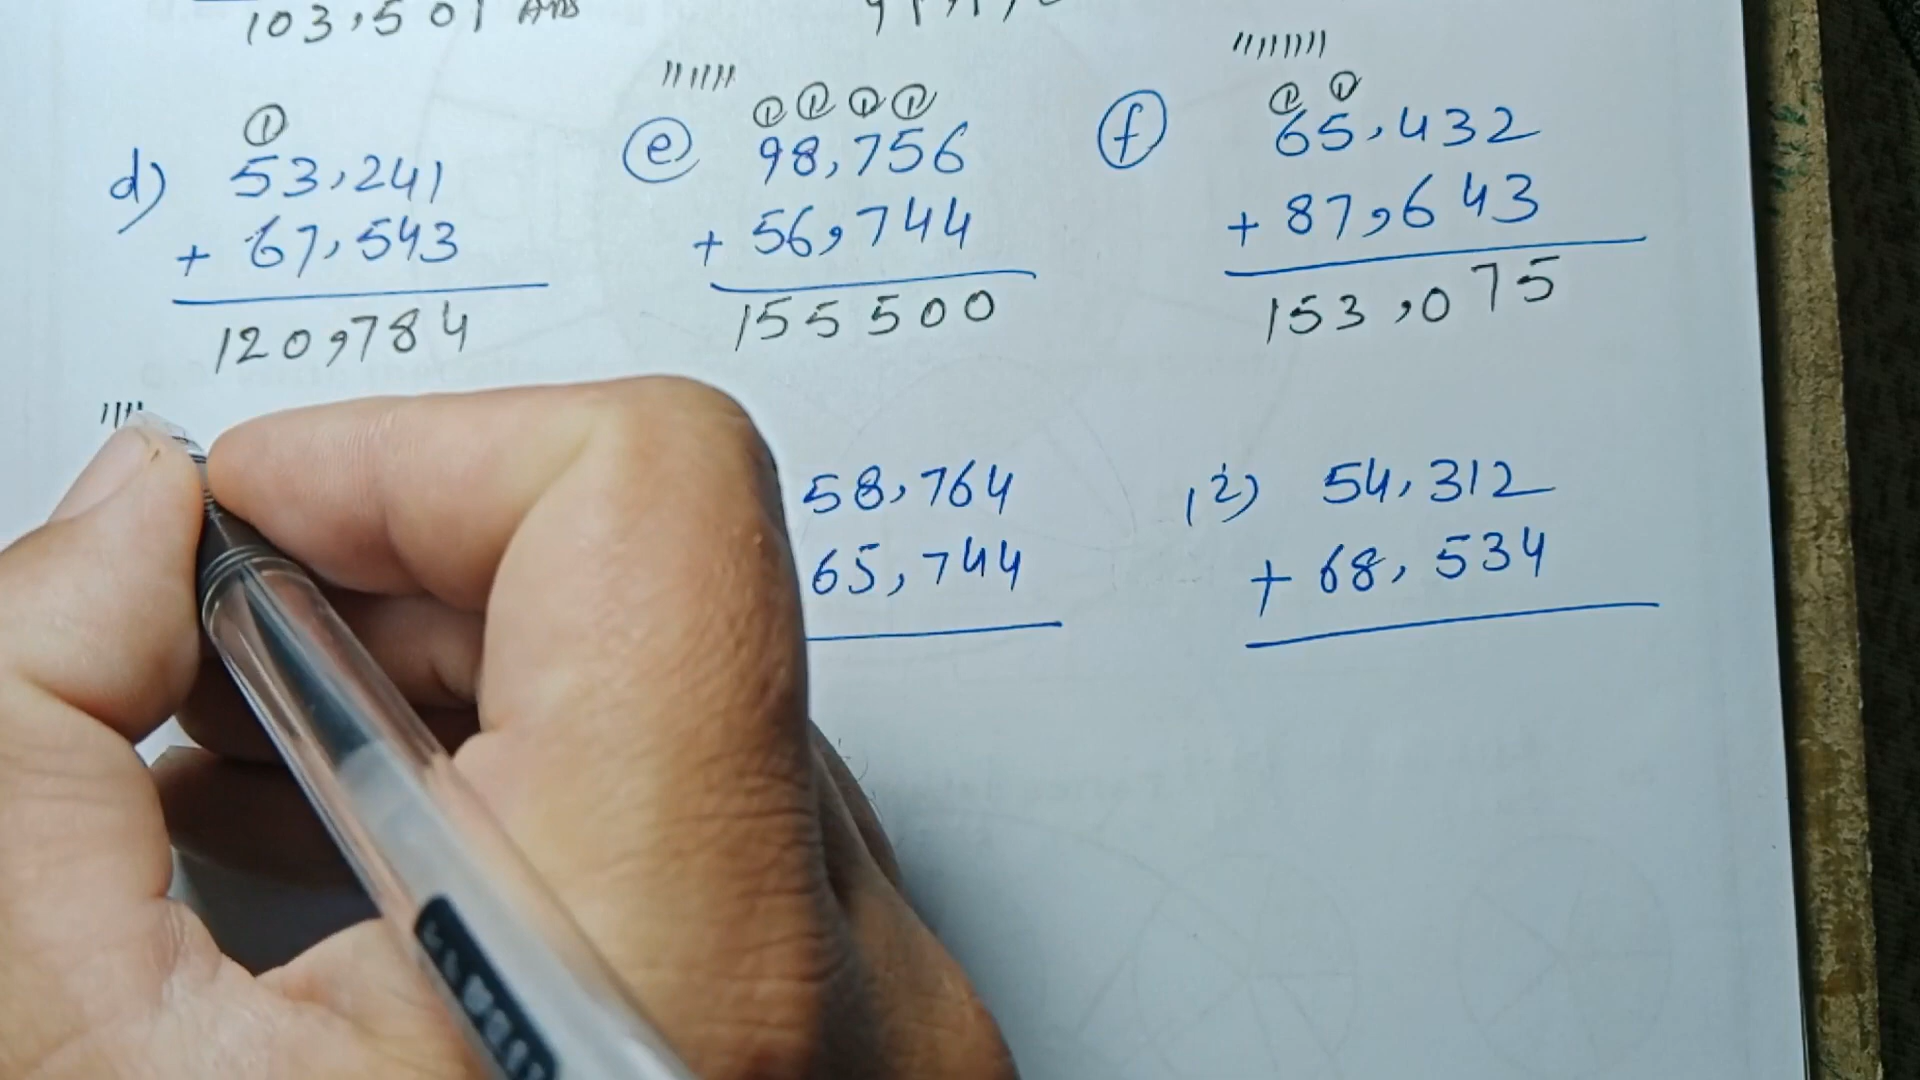 103,501 Ans
d) 53,241
+ 67,543
120,784
e 98,756
+ 56,744
155500
f 65,432
+ 87,643
153,075
58,764
65,744
i) 54,312
+ 68,534